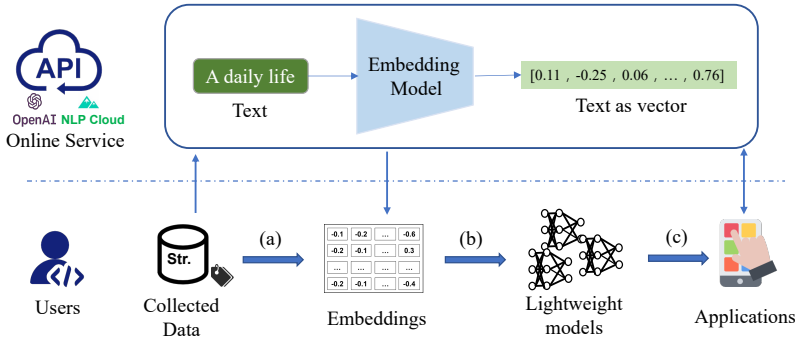 API
OpenAI NLP Cloud
Online Service
A daily life
Text
Embedding
Model
[0.11 , -0.25 , 0.06 , … , 0.76]
Text as vector
Users
Str.
Collected
Data
(a)
-0.1 -0.2 ... -0.6
-0.2 -0.1 ... 0.3
... ... ... ...
-0.2 -0.1 ... -0.4
Embeddings
(b)
Lightweight
models
(c)
Applications